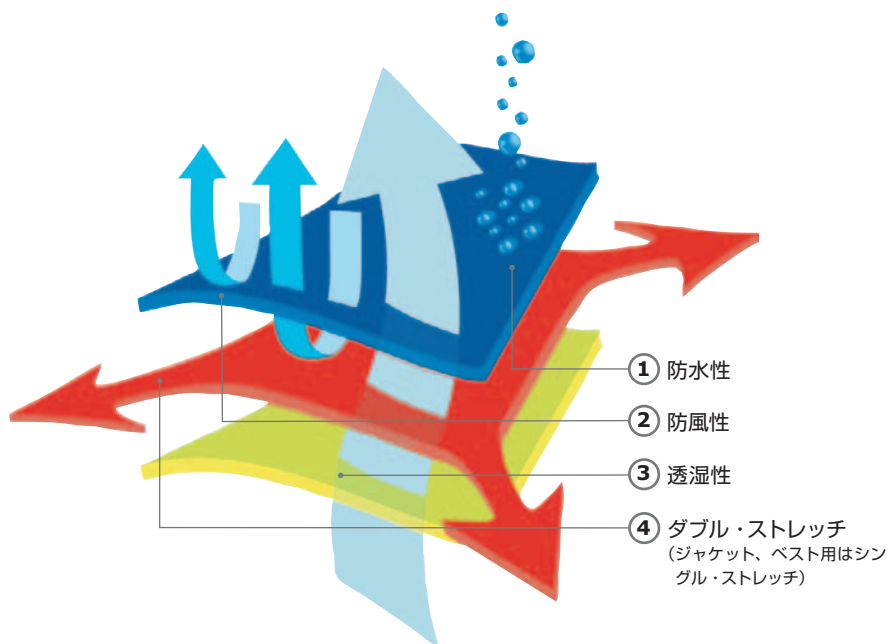 ① 防水性
② 防風性
③ 透湿性
④ ダブル・ストレッチ
（ジャケット、ベスト用はシン
グル・ストレッチ）